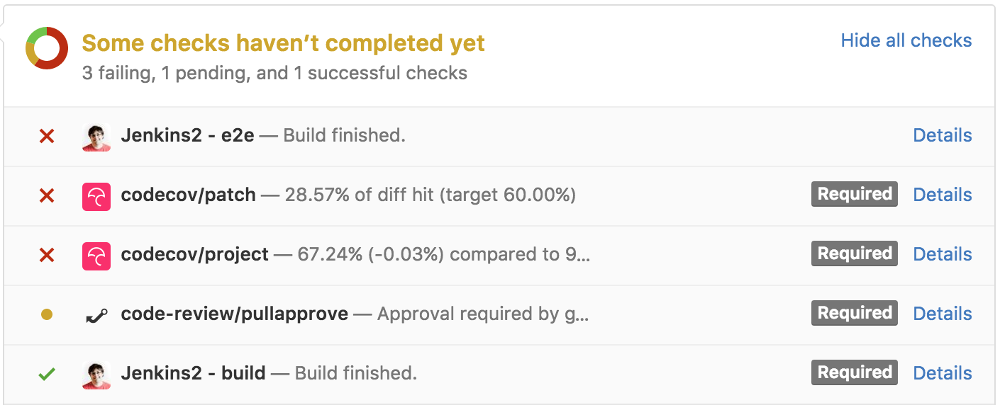 Some checks haven’t completed yet
Hide all checks
3 failing, 1 pending, and 1 successful checks
Jenkins2 - e2e — Build finished. Details
codecov/patch — 28.57% of diff hit (target 60.00%) Required Details
codecov/project — 67.24% (-0.03%) compared to 9... Required Details
code-review/pullapprove — Approval required by g... Required Details
Jenkins2 - build — Build finished. Required Details